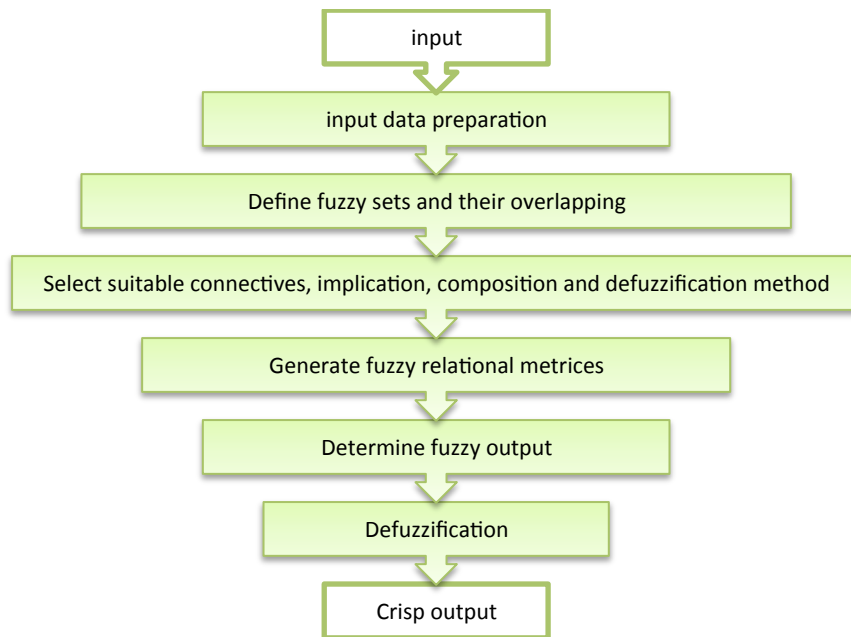 input
input data preparation
Define fuzzy sets and their overlapping
Select suitable connectives, implication, composition and defuzzification method
Generate fuzzy relational metrices
Determine fuzzy output
Defuzzification
Crisp output